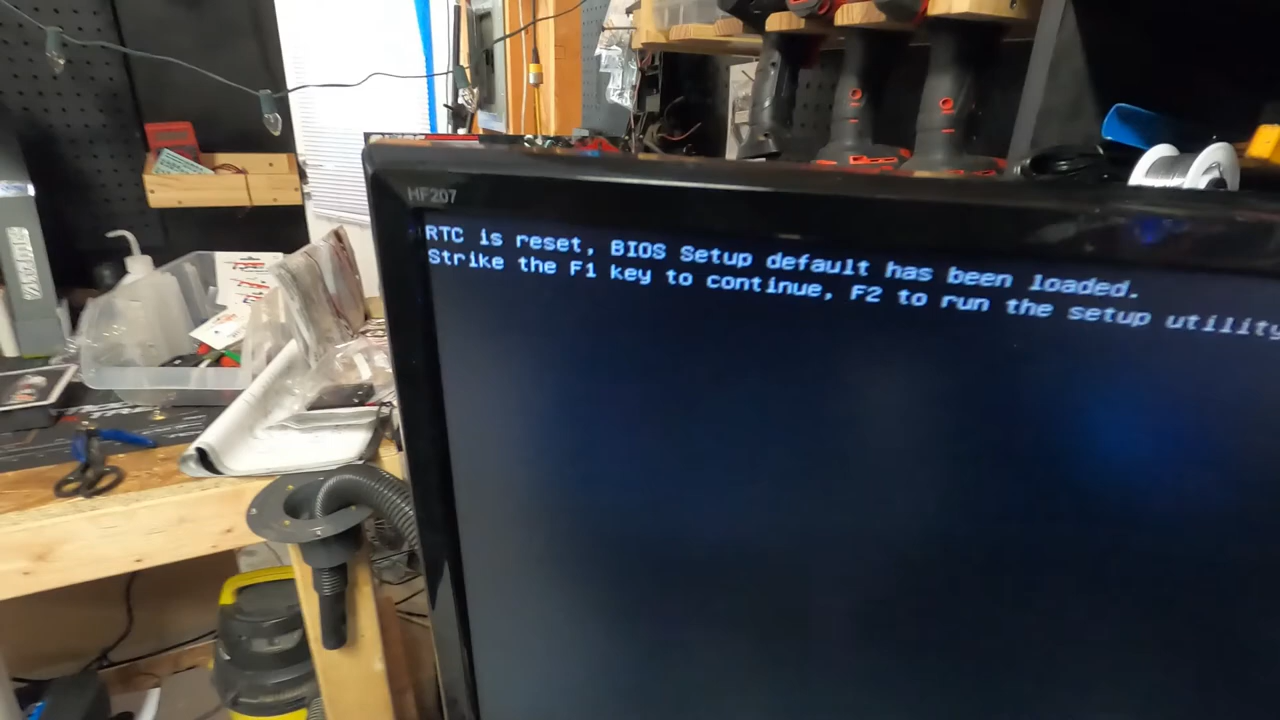 HF207
RTC is reset, BIOS Setup default has been loaded.
Strike the F1 key to continue, F2 to run the setup utility